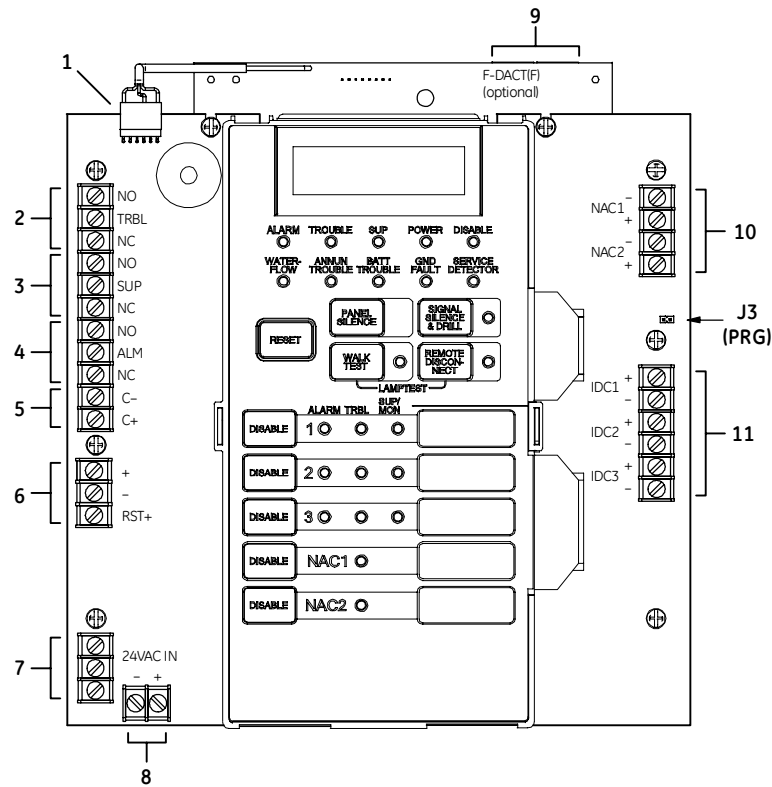 9
1
F-DACT(F)
(optional)
2
NO
TRBL
NC
3
NO
SUP
NC
4
NO
ALM
NC
5
C–
C+
6
+
–
RST+
7
24VAC IN
– +
8
ALARM TROUBLE SUP POWER DISABLE
WATER-
FLOW
ANNUN
TROUBLE
BATT
TROUBLE
GND
FAULT
SERVICE
DETECTOR
RESET
PANEL
SILENCE
SIGNAL
SILENCE
& DRILL
WALK
TEST
REMOTE
DISCON-
NECT
LAMPTEST
ALARM TRBL SUP/
MON
DISABLE 1
DISABLE 2
DISABLE 3
DISABLE NAC1
DISABLE NAC2
NAC1
–
+
NAC2
–
+
10
J3
(PRG)
IDC1
+
–
IDC2
+
–
IDC3
+
–
11